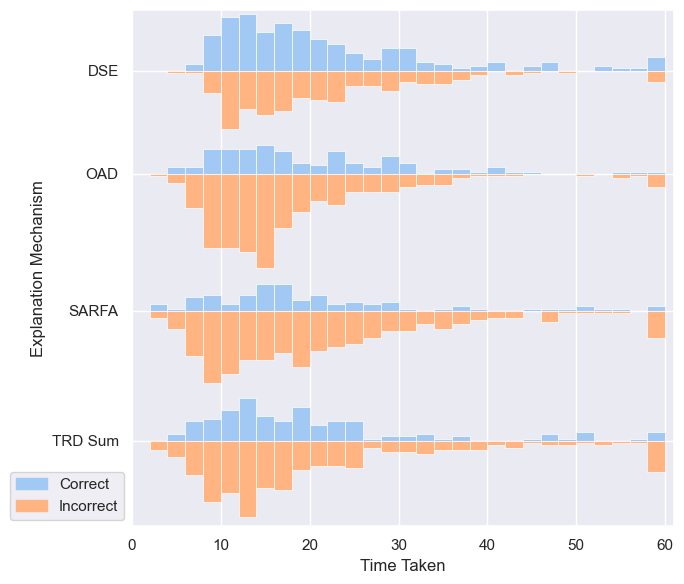 Explanation Mechanism
DSE
OAD
SARFA
TRD Sum
Correct
Incorrect
0 10 20 30 40 50 60
Time Taken